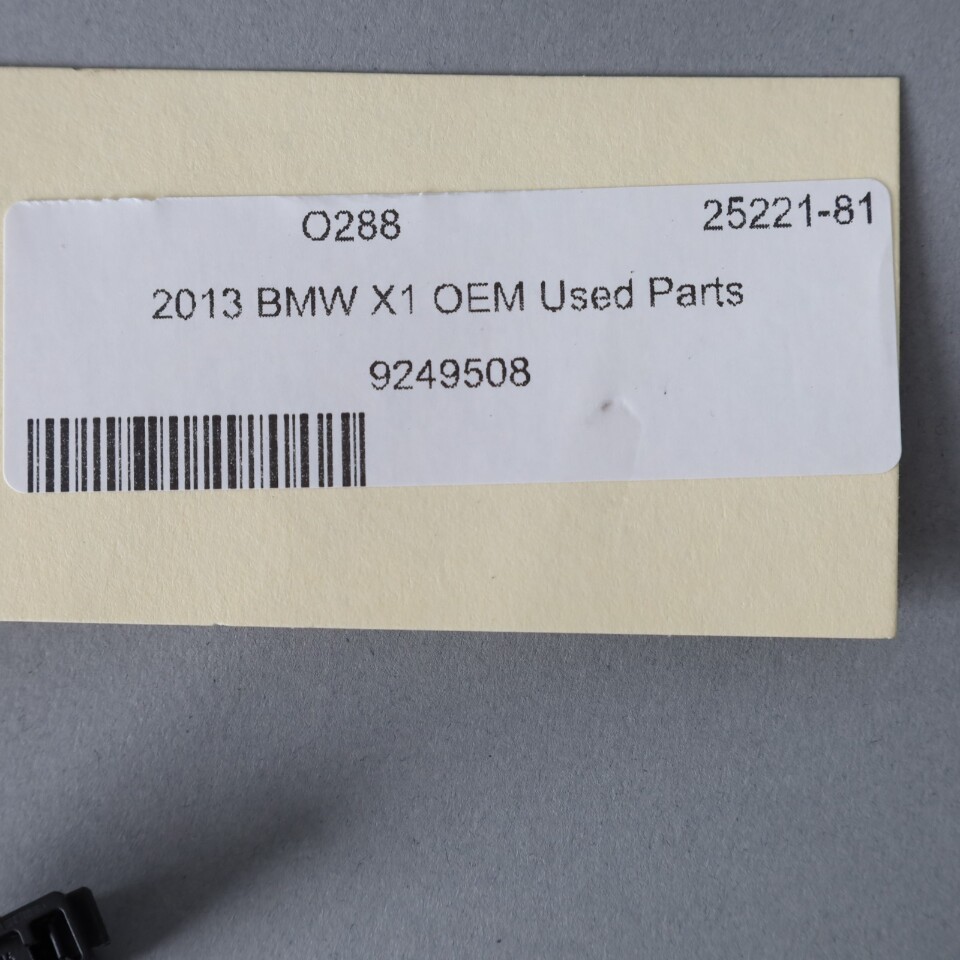 O288 25221-81
2013 BMW X1 OEM Used Parts
9249508